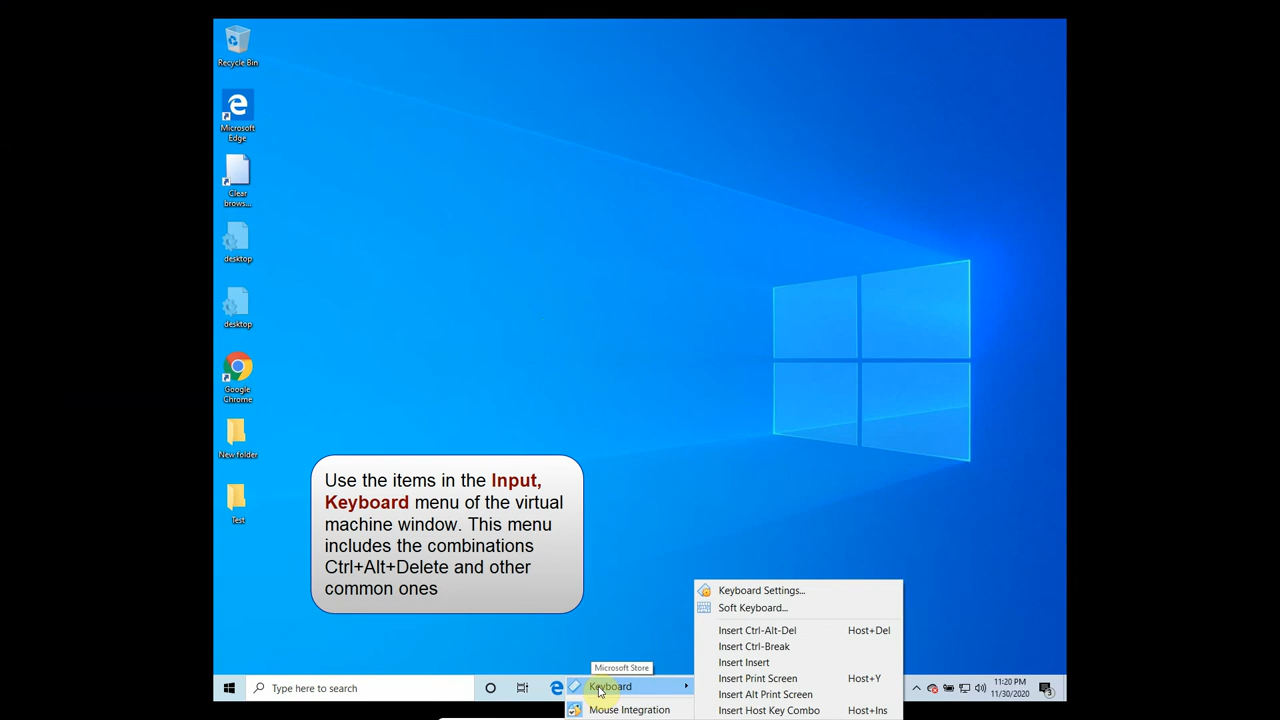 Recycle Bin
Microsoft
Edge
Clear
brows...
desktop
desktop
Google
Chrome
New folder
Test
Use the items in the Input,
Keyboard menu of the virtual
machine window. This menu
includes the combinations
Ctrl+Alt+Delete and other
common ones
Keyboard Settings...
Soft Keyboard...
Insert Ctrl-Alt-Del Host+Del
Insert Ctrl-Break
Insert Insert
Insert Print Screen Host+Y
Insert Alt Print Screen
Insert Host Key Combo Host+Ins
Microsoft Store
Keyboard
Mouse Integration
Type here to search
11:20 PM
11/30/2020
3